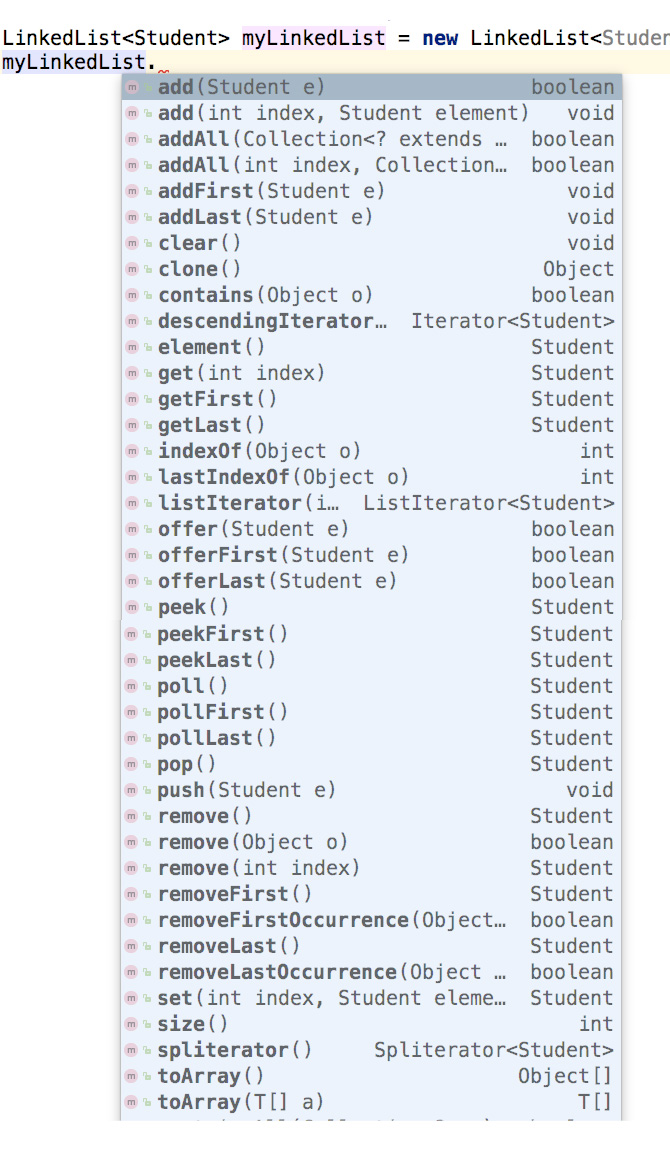 LinkedList<Student> myLinkedList = new LinkedList<Studen
myLinkedList.
add(Student e) boolean
add(int index, Student element) void
addAll(Collection<? extends … boolean
addAll(int index, Collection… boolean
addFirst(Student e) void
addLast(Student e) void
clear() void
clone() Object
contains(Object o) boolean
descendingIterator… Iterator<Student>
element() Student
get(int index) Student
getFirst() Student
getLast() Student
indexOf(Object o) int
lastIndexOf(Object o) int
listIterator(i… ListIterator<Student>
offer(Student e) boolean
offerFirst(Student e) boolean
offerLast(Student e) boolean
peek() Student
peekFirst() Student
peekLast() Student
poll() Student
pollFirst() Student
pollLast() Student
pop() Student
push(Student e) void
remove() Student
remove(Object o) boolean
remove(int index) Student
removeFirst() Student
removeFirstOccurrence(Object… boolean
removeLast() Student
removeLastOccurrence(Object … boolean
set(int index, Student eleme… Student
size() int
spliterator() Spliterator<Student>
toArray() Object[]
toArray(T[] a) T[]